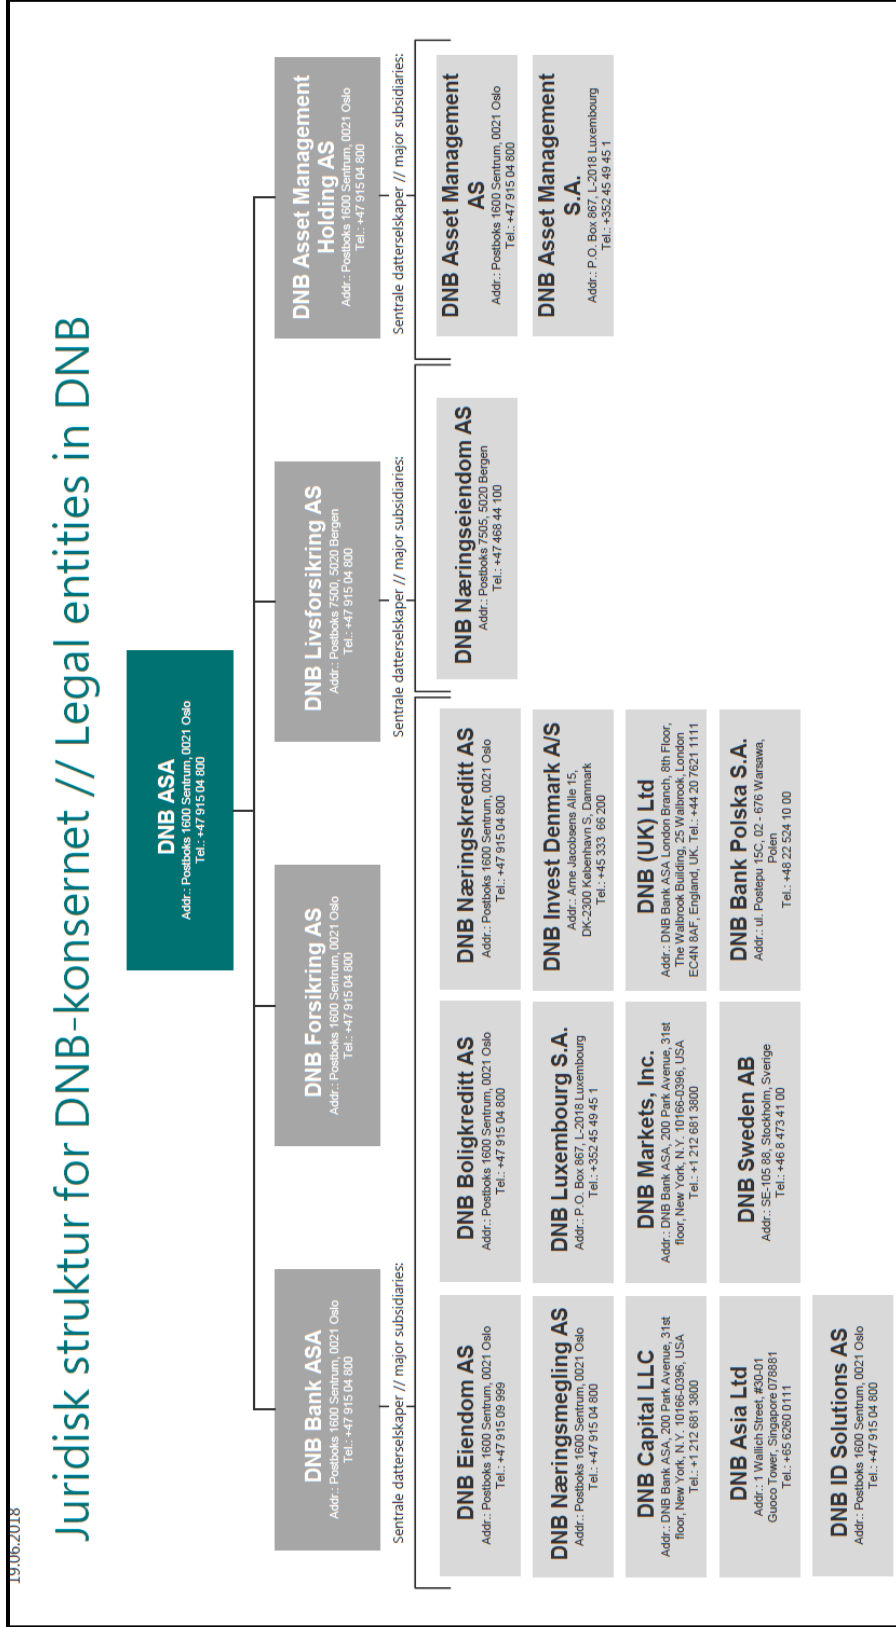 19.06.2018
Juridisk struktur for DNB-konsernet // Legal entities in DNB
DNB ASA
Addr.: Postboks 1600 Sentrum, 0021 Oslo
Tel.: +47 915 04 800
DNB Bank ASA
Addr.: Postboks 1600 Sentrum, 0021 Oslo
Tel.: +47 915 04 800
DNB Forsikring AS
Addr.: Postboks 1600 Sentrum, 0021 Oslo
Tel.: +47 915 04 800
DNB Livsforsikring AS
Addr.: Postboks 7500, 5020 Bergen
Tel.: +47 915 04 800
DNB Asset Management
Holding AS
Addr.: Postboks 1600 Sentrum, 0021 Oslo
Tel.: +47 915 04 800
Sentrale datterselskaper // major subsidiaries:
DNB Eiendom AS
Addr.: Postboks 1600 Sentrum, 0021 Oslo
Tel.: +47 915 09 999
DNB Boligkreditt AS
Addr.: Postboks 1600 Sentrum, 0021 Oslo
Tel.: +47 915 04 800
DNB Næringskreditt AS
Addr.: Postboks 1600 Sentrum, 0021 Oslo
Tel.: +47 915 04 800
DNB Næringsmegling AS
Addr.: Postboks 1600 Sentrum, 0021 Oslo
Tel.: +47 915 04 800
DNB Luxembourg S.A.
Addr.: P.O. Box 867, L-2018 Luxembourg
Tel.: +352 45 49 45 1
DNB Invest Denmark A/S
Addr.: Arne Jacobsens Alle 15,
DK-2300 København S, Danmark
Tel.: +45 333 66 200
DNB Capital LLC
Addr.: DNB Bank ASA, 200 Park Avenue, 31st
floor, New York, N.Y. 10166-0396, USA
Tel.: +1 212 681 3800
DNB Markets, Inc.
Addr.: DNB Bank ASA, 200 Park Avenue, 31st
floor, New York, N.Y. 10166-0396, USA
Tel.: +1 212 681 3800
DNB (UK) Ltd
Addr.: DNB Bank ASA London Branch, 8th Floor,
The Walbrook Building, 25 Walbrook, London
EC4N 8AF, England, UK. Tel.: +44 20 7621 1111
DNB Asia Ltd
Addr.: 1 Wallich Street, #30-01
Guoco Tower, Singapore 078881
Tel.: +65 6260 0111
DNB Sweden AB
Addr.: SE-105 88, Stockholm, Sverige
Tel.: +46 8 473 41 00
DNB Bank Polska S.A.
Addr.: ul. Postepu 15C, 02 - 676 Warsawa,
Polen
Tel.: +48 22 524 10 00
DNB ID Solutions AS
Addr.: Postboks 1600 Sentrum, 0021 Oslo
Tel.: +47 915 04 800
Sentrale datterselskaper // major subsidiaries:
DNB Næringseiendom AS
Addr.: Postboks 7505, 5020 Bergen
Tel.: +47 468 44 100
Sentrale datterselskaper // major subsidiaries:
DNB Asset Management
AS
Addr.: Postboks 1600 Sentrum, 0021 Oslo
Tel.: +47 915 04 800
DNB Asset Management
S.A.
Addr.: P.O. Box 867, L-2018 Luxembourg
Tel.: +352 45 49 45 1